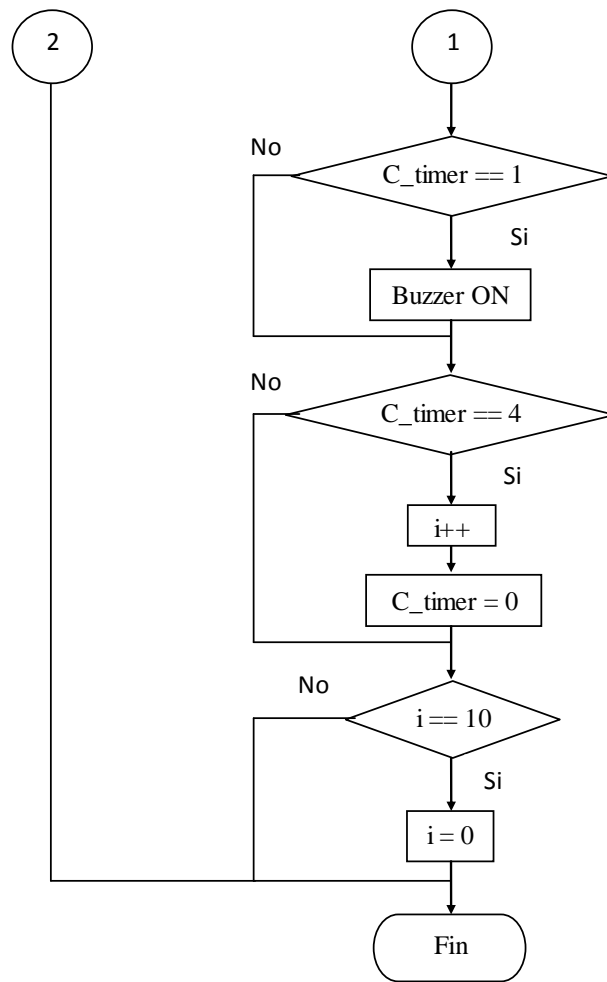 2
1
No
C_timer == 1
Si
Buzzer ON
No
C_timer == 4
Si
i++
C_timer = 0
No
i == 10
Si
i = 0
Fin